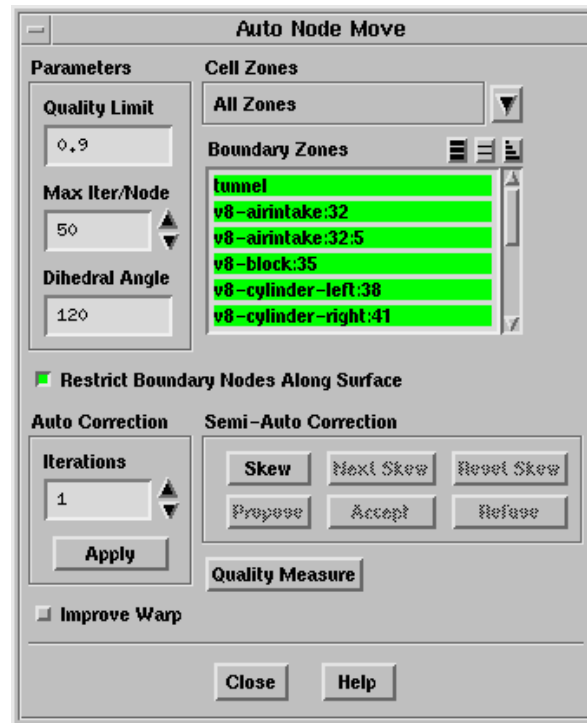 Auto Node Move
Parameters
Quality Limit
0.9
Max Iter/Node
50
Dihedral Angle
120
Cell Zones
All Zones
Boundary Zones
tunnel
v8-airintake:32
v8-airintake:32:5
v8-block:35
v8-cylinder-left:38
v8-cylinder-right:41
Restrict Boundary Nodes Along Surface
Auto Correction
Iterations
1
Apply
Semi-Auto Correction
Skew Next Skew Reset Skew
Propose Accept Refuse
Quality Measure
Improve Warp
Close Help